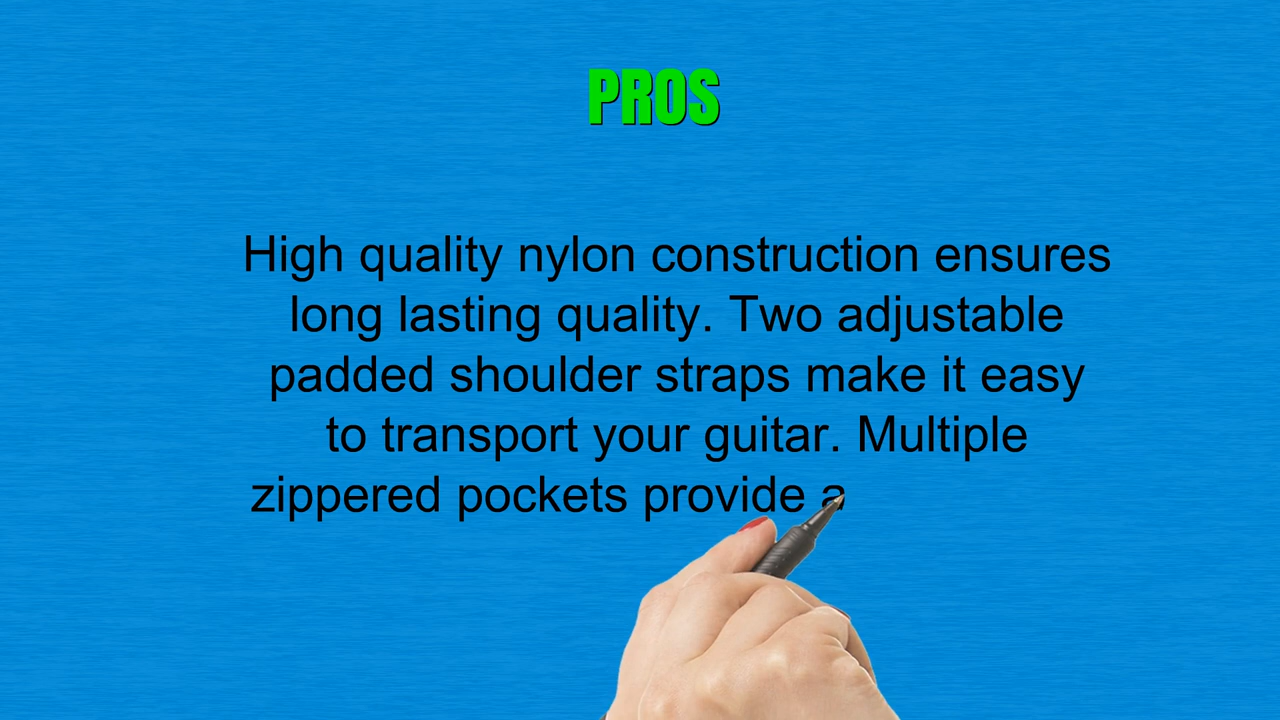 PROS
High quality nylon construction ensures
long lasting quality. Two adjustable
padded shoulder straps make it easy
to transport your guitar. Multiple
zippered pockets provide a